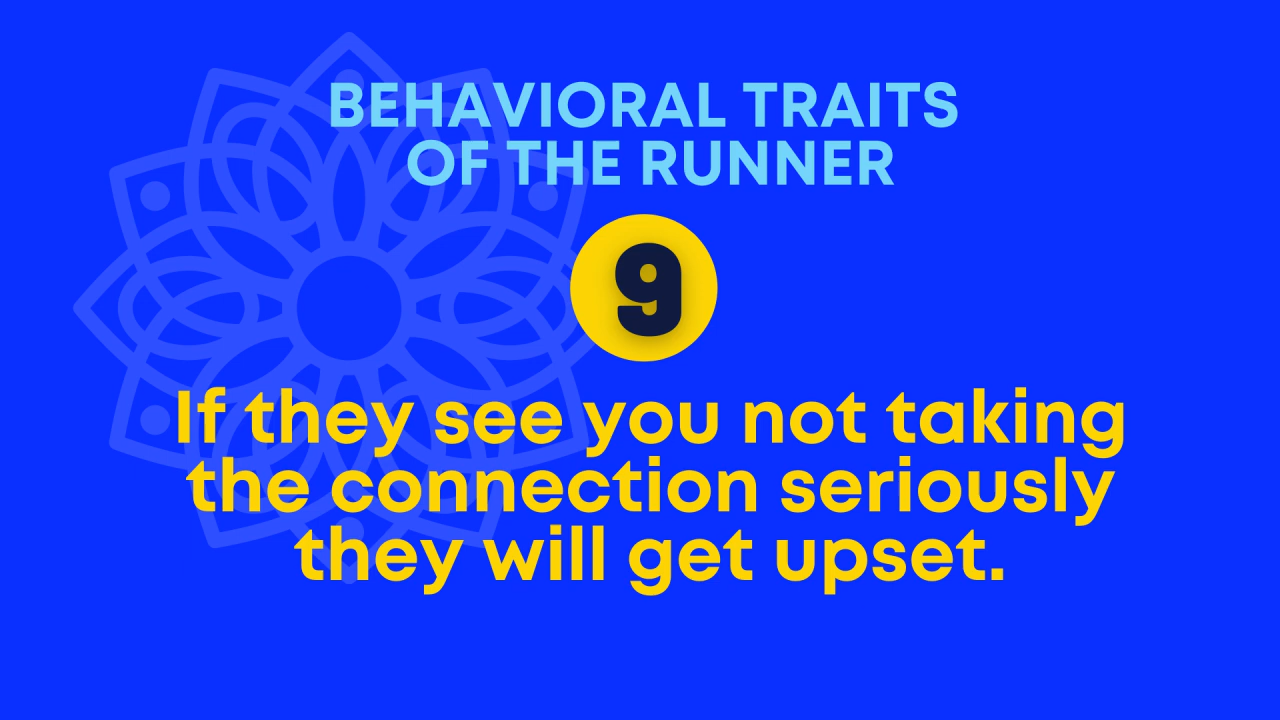 BEHAVIORAL TRAITS
OF THE RUNNER
9
If they see you not taking
the connection seriously
they will get upset.